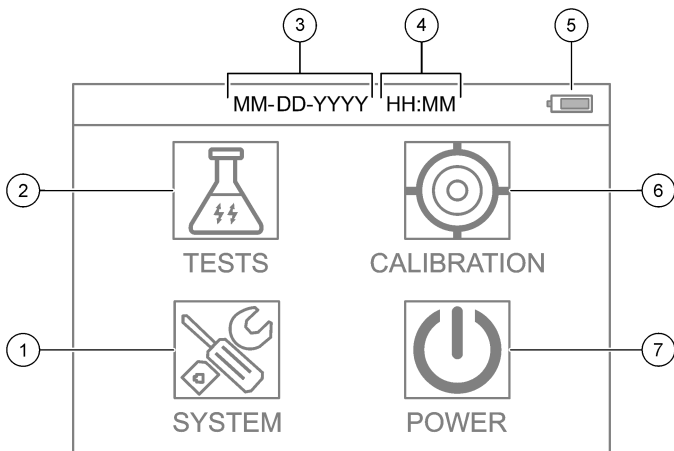 3 4 5
MM-DD-YYYY HH:MM
2 6
TESTS CALIBRATION
1 7
SYSTEM POWER